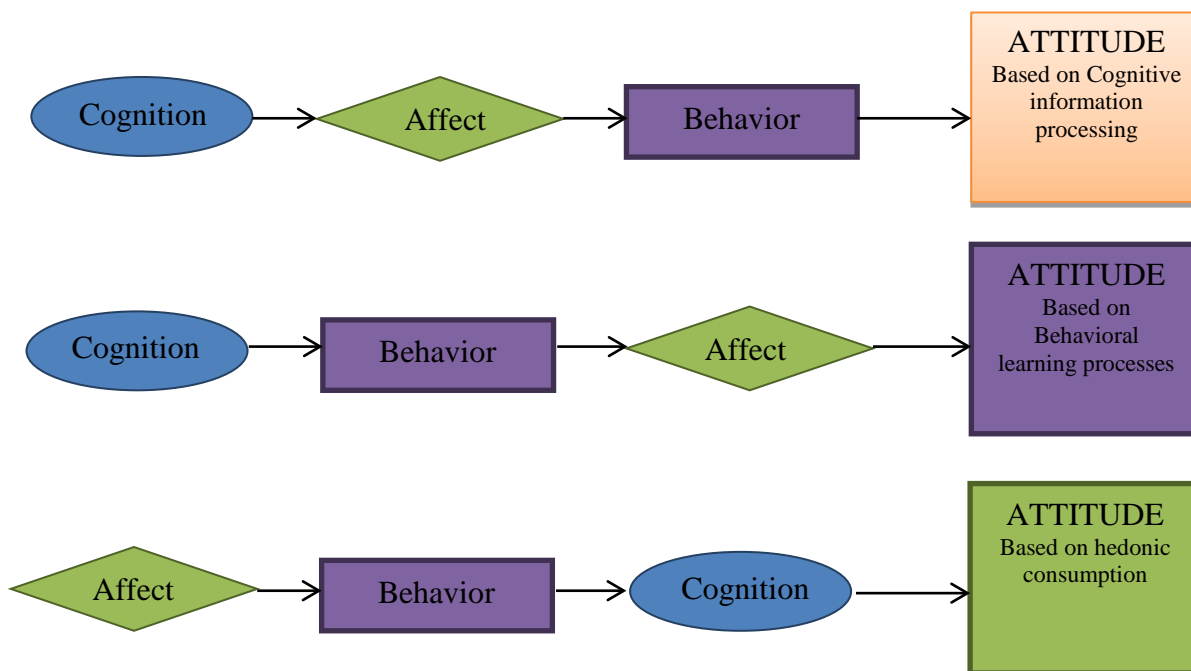 Cognition
Affect
Behavior
ATTITUDE
Based on Cognitive
information
processing
Cognition
Behavior
Affect
ATTITUDE
Based on
Behavioral
learning processes
Affect
Behavior
Cognition
ATTITUDE
Based on hedonic
consumption